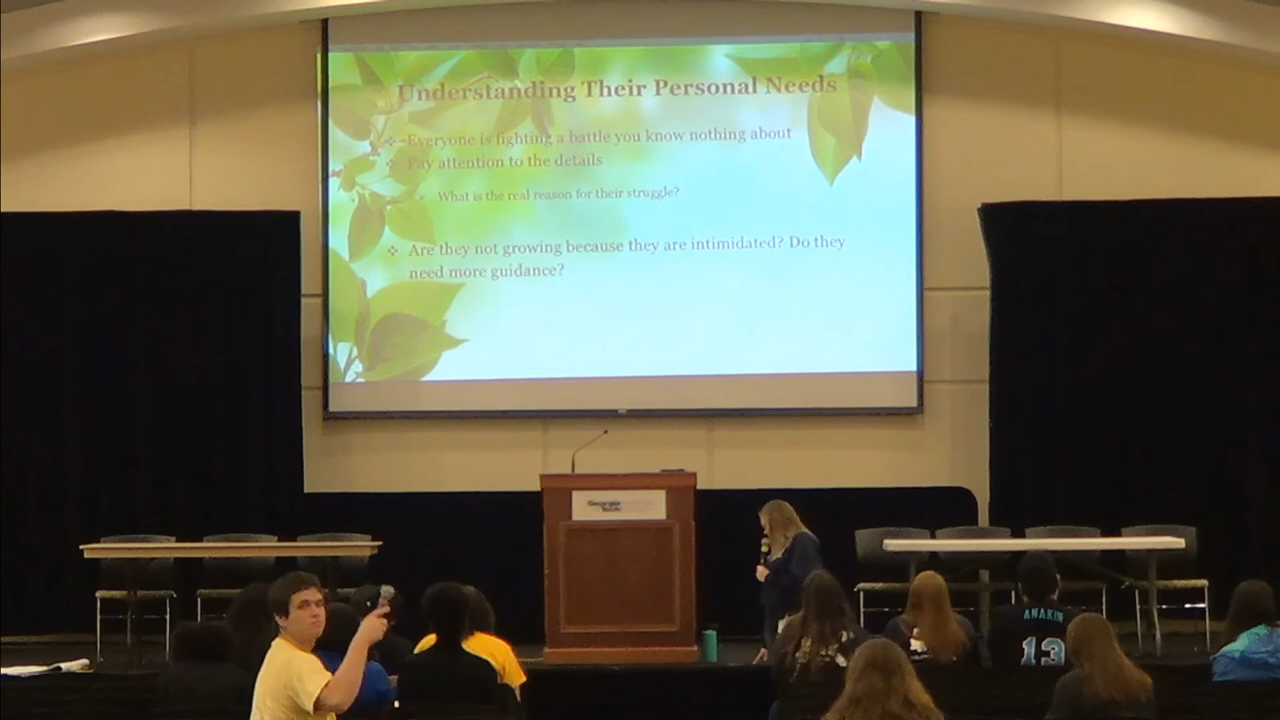 Understanding Their Personal Needs
-Everyone is fighting a battle you know nothing about
Pay attention to the details
What is the real reason for their struggle?
Are they not growing because they are intimidated? Do they
need more guidance?
Georgia
ANAKIN
13